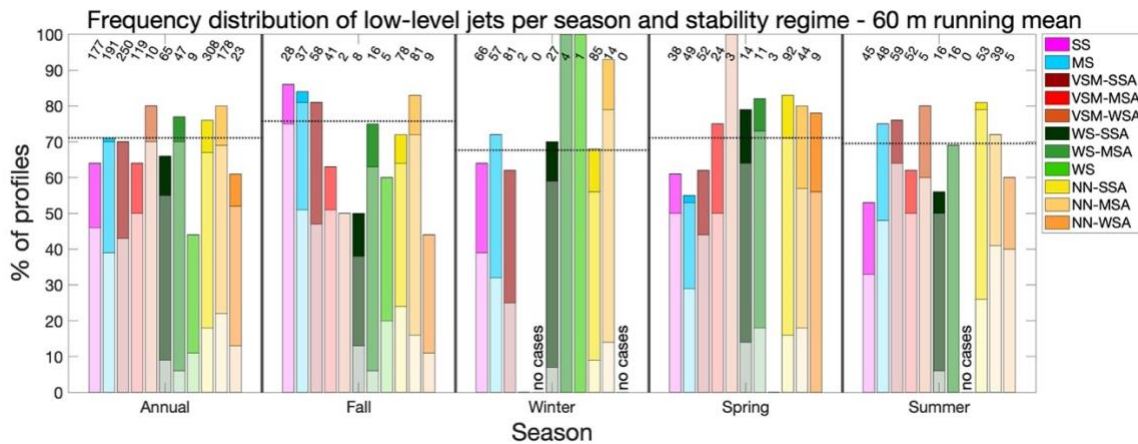 Frequency distribution of low-level jets per season and stability regime - 60 m running mean
177 191 250 119 10 65 47 9 308 178 23 28 37 58 41 2 8 16 5 78 81 9 66 57 81 2 0 27 4 1 85 14 0 38 49 52 24 3 14 11 3 92 44 9 45 48 59 52 5 16 16 0 53 39 5
% of profiles
100
90
80
70
60
50
40
30
20
10
0
no cases
no cases
no cases
Annual Fall Winter Spring Summer
Season
SS
MS
VSM-SSA
VSM-MSA
VSM-WSA
WS-SSA
WS-MSA
WS
NN-SSA
NN-MSA
NN-WSA